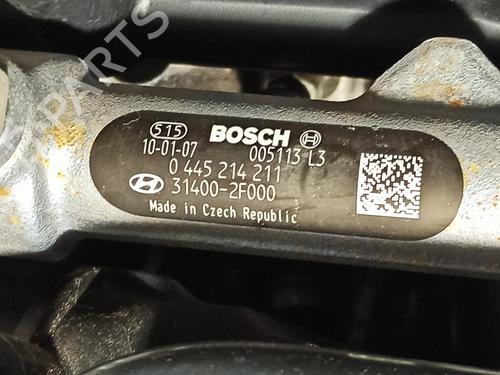 PARTS
515 BOSCH
10-01-07 005113 L3
0 445 214 211
31400-2F000
Made in Czech Republic